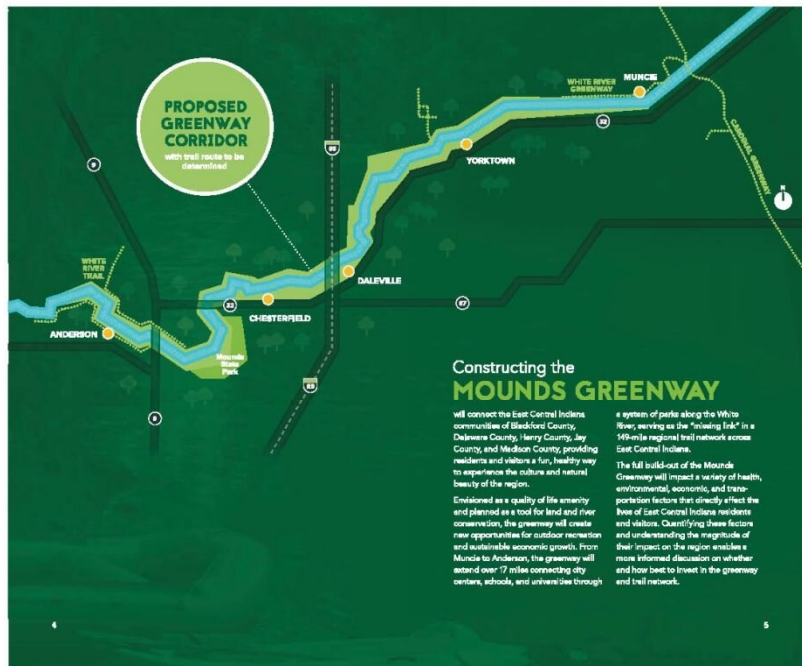 PROPOSED
GREENWAY
CORRIDOR
with trail route to be
determined
MUNCIE
WHITE RIVER
GREENWAY
32
YORKTOWN
CARDINAL GREENWAY
N
9
WHITE
RIVER
TRAIL
DALEVILLE
32
CHESTERFIELD
67
ANDERSON
Mounds
State
Park
Constructing the
MOUNDS GREENWAY
will connect the East Central Indiana
communities of Blackford County,
Delaware County, Henry County, Jay
County, and Madison County, providing
residents and visitors a fun, healthy way
to experience the culture and natural
beauty of the region.
Envisioned as a quality of life amenity
and planned as a tool for land and river
conservation, the greenway will create
new opportunities for outdoor recreation
and sustainable economic growth. From
Muncie to Anderson, the greenway will
extend over 17 miles connecting city
centers, schools, and universities through
a system of parks along the White
River, serving as the "missing link" in a
149-mile regional trail network across
East Central Indiana.
The full build-out of the Mounds
Greenway will impact a variety of health,
environmental, economic, and trans-
portation factors that directly affect the
lives of East Central Indiana residents
and visitors. Quantifying these factors
and understanding the magnitude of
their impact on the region enables a
more informed discussion on whether
and how best to invest in the greenway
and trail network.
4
5